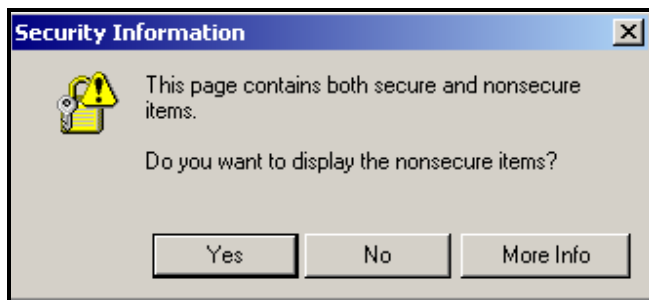 Security Information
This page contains both secure and nonsecure
items.
Do you want to display the nonsecure items?
Yes
No
More Info